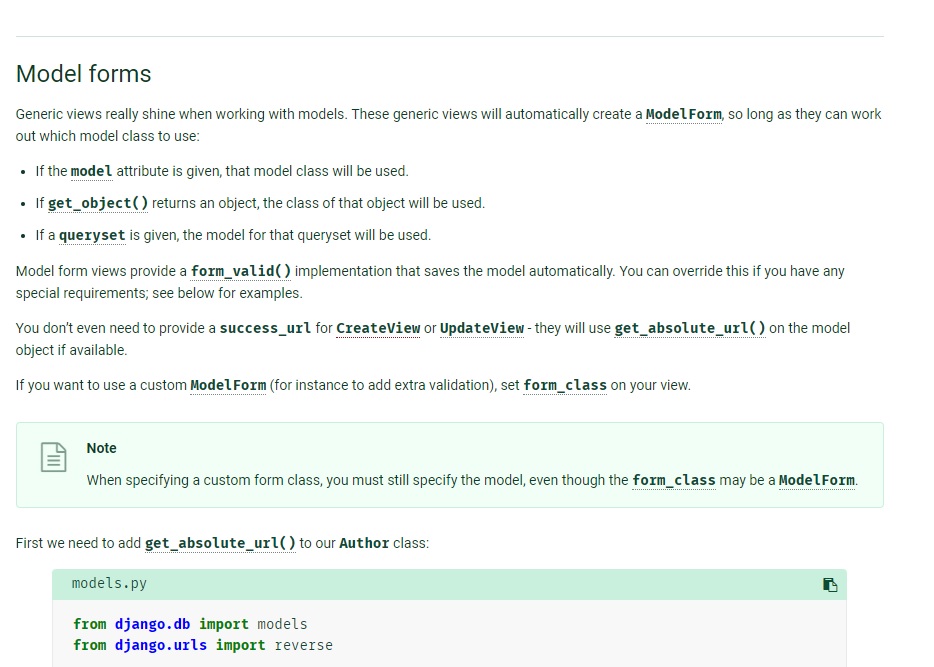 Model forms
Generic views really shine when working with models. These generic views will automatically create a ModelForm, so long as they can work
out which model class to use:
• If the model attribute is given, that model class will be used.
• If get_object() returns an object, the class of that object will be used.
• If a queryset is given, the model for that queryset will be used.
Model form views provide a form_valid() implementation that saves the model automatically. You can override this if you have any
special requirements; see below for examples.
You don’t even need to provide a success_url for CreateView or UpdateView - they will use get_absolute_url() on the model
object if available.
If you want to use a custom ModelForm (for instance to add extra validation), set form_class on your view.
Note
When specifying a custom form class, you must still specify the model, even though the form_class may be a ModelForm.
First we need to add get_absolute_url() to our Author class:
models.py
from django.db import models
from django.urls import reverse